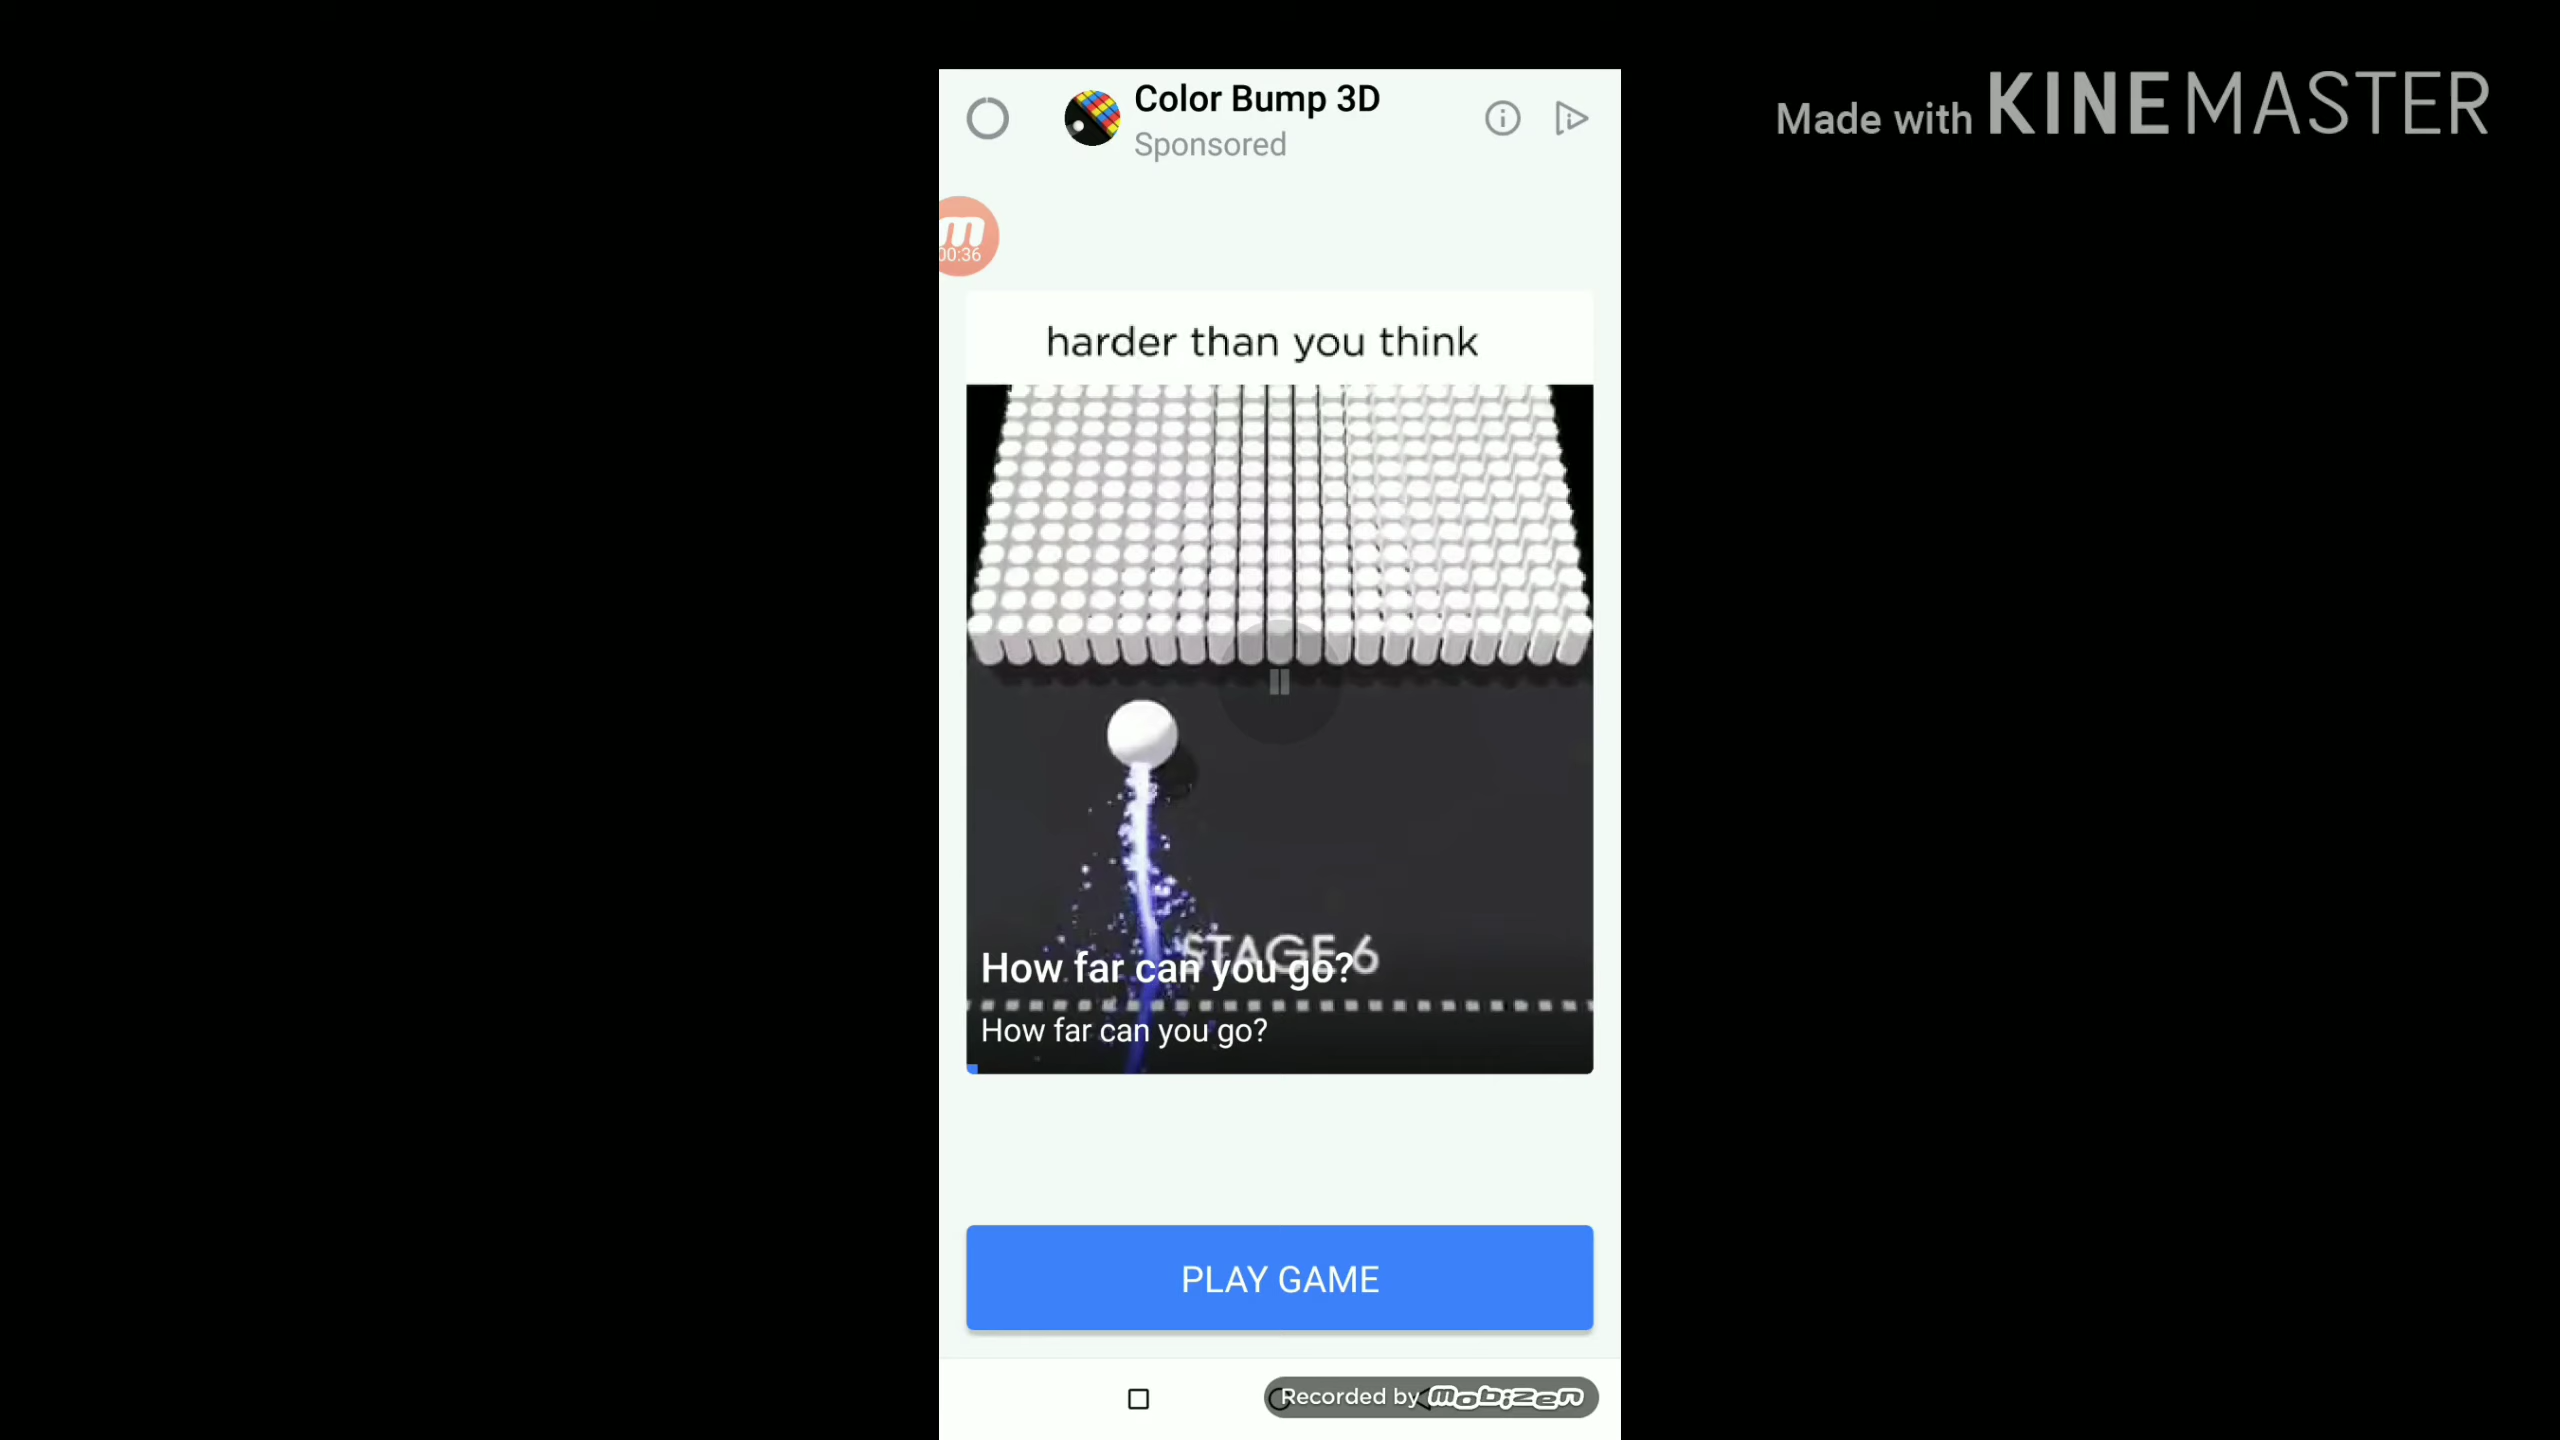 Color Bump 3D
Sponsored
Made with KINEMASTER
00:36
harder than you think
STAGE 6
How far can you go?
How far can you go?
PLAY GAME
Recorded by mobizen